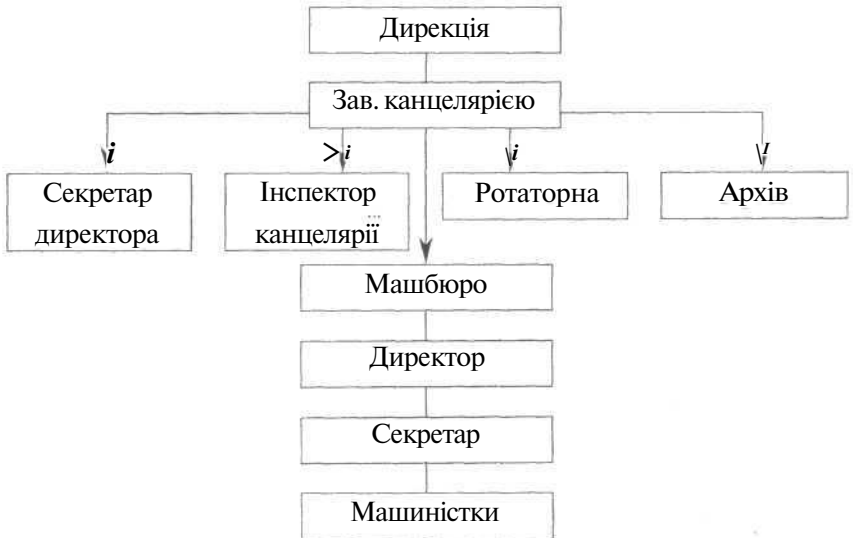 Дирекція
Зав. канцелярією
Секретар
директора
Інспектор
канцелярії
Ротаторна
Архів
Машбюро
Директор
Секретар
Машиністки